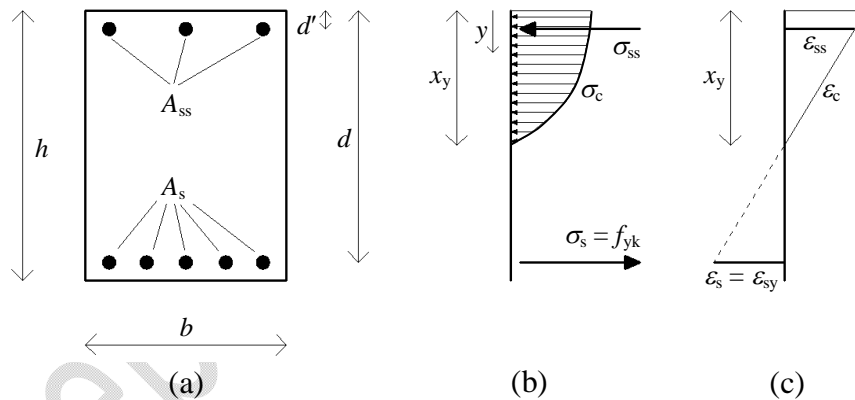 d′
A_ss
h
d
A_s
b
(a)
y
x_y
σ_ss
σ_c
σ_s = f_yk
(b)
x_y
ε_ss
ε_c
ε_s = ε_sy
(c)